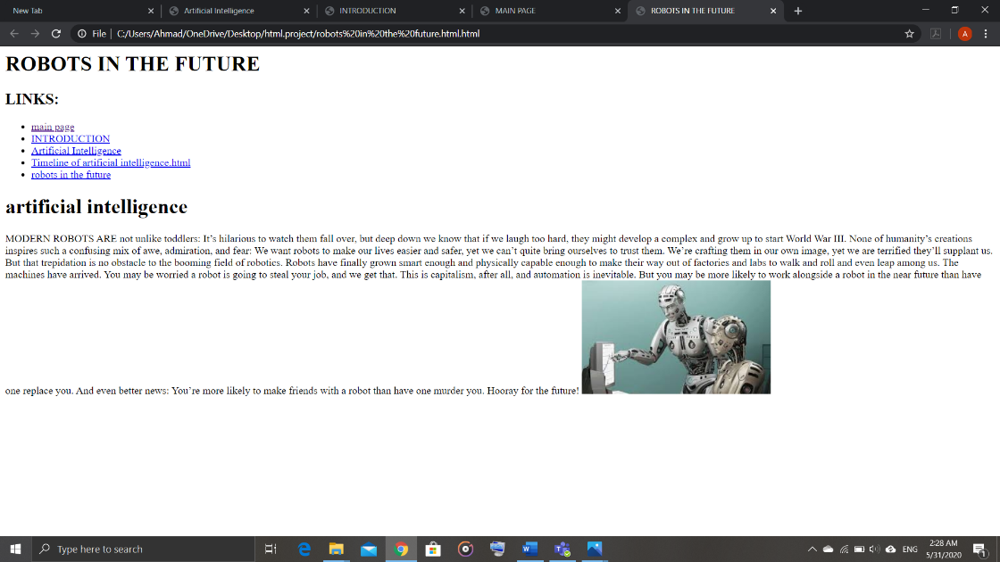 New Tab
Artificial Intelligence
INTRODUCTION
MAIN PAGE
ROBOTS IN THE FUTURE
File | C:/Users/Ahmad/OneDrive/Desktop/html.project/robots%20in%20the%20future.html.html
A
ROBOTS IN THE FUTURE
LINKS:
main page
INTRODUCTION
Artificial Intelligence
Timeline of artificial intelligence.html
robots in the future
artificial intelligence
MODERN ROBOTS ARE not unlike toddlers: It’s hilarious to watch them fall over, but deep down we know that if we laugh too hard, they might develop a complex and grow up to start World War III. None of humanity’s creations
inspires such a confusing mix of awe, admiration, and fear: We want robots to make our lives easier and safer, yet we can’t quite bring ourselves to trust them. We’re crafting them in our own image, yet we are terrified they’ll supplant us.
But that trepidation is no obstacle to the booming field of robotics. Robots have finally grown smart enough and physically capable enough to make their way out of factories and labs to walk and roll and even leap among us. The
machines have arrived. You may be worried a robot is going to steal your job, and we get that. This is capitalism, after all, and automation is inevitable. But you may be more likely to work alongside a robot in the near future than have
one replace you. And even better news: You’re more likely to make friends with a robot than have one murder you. Hooray for the future!
Type here to search
ENG
2:28 AM
5/31/2020
1